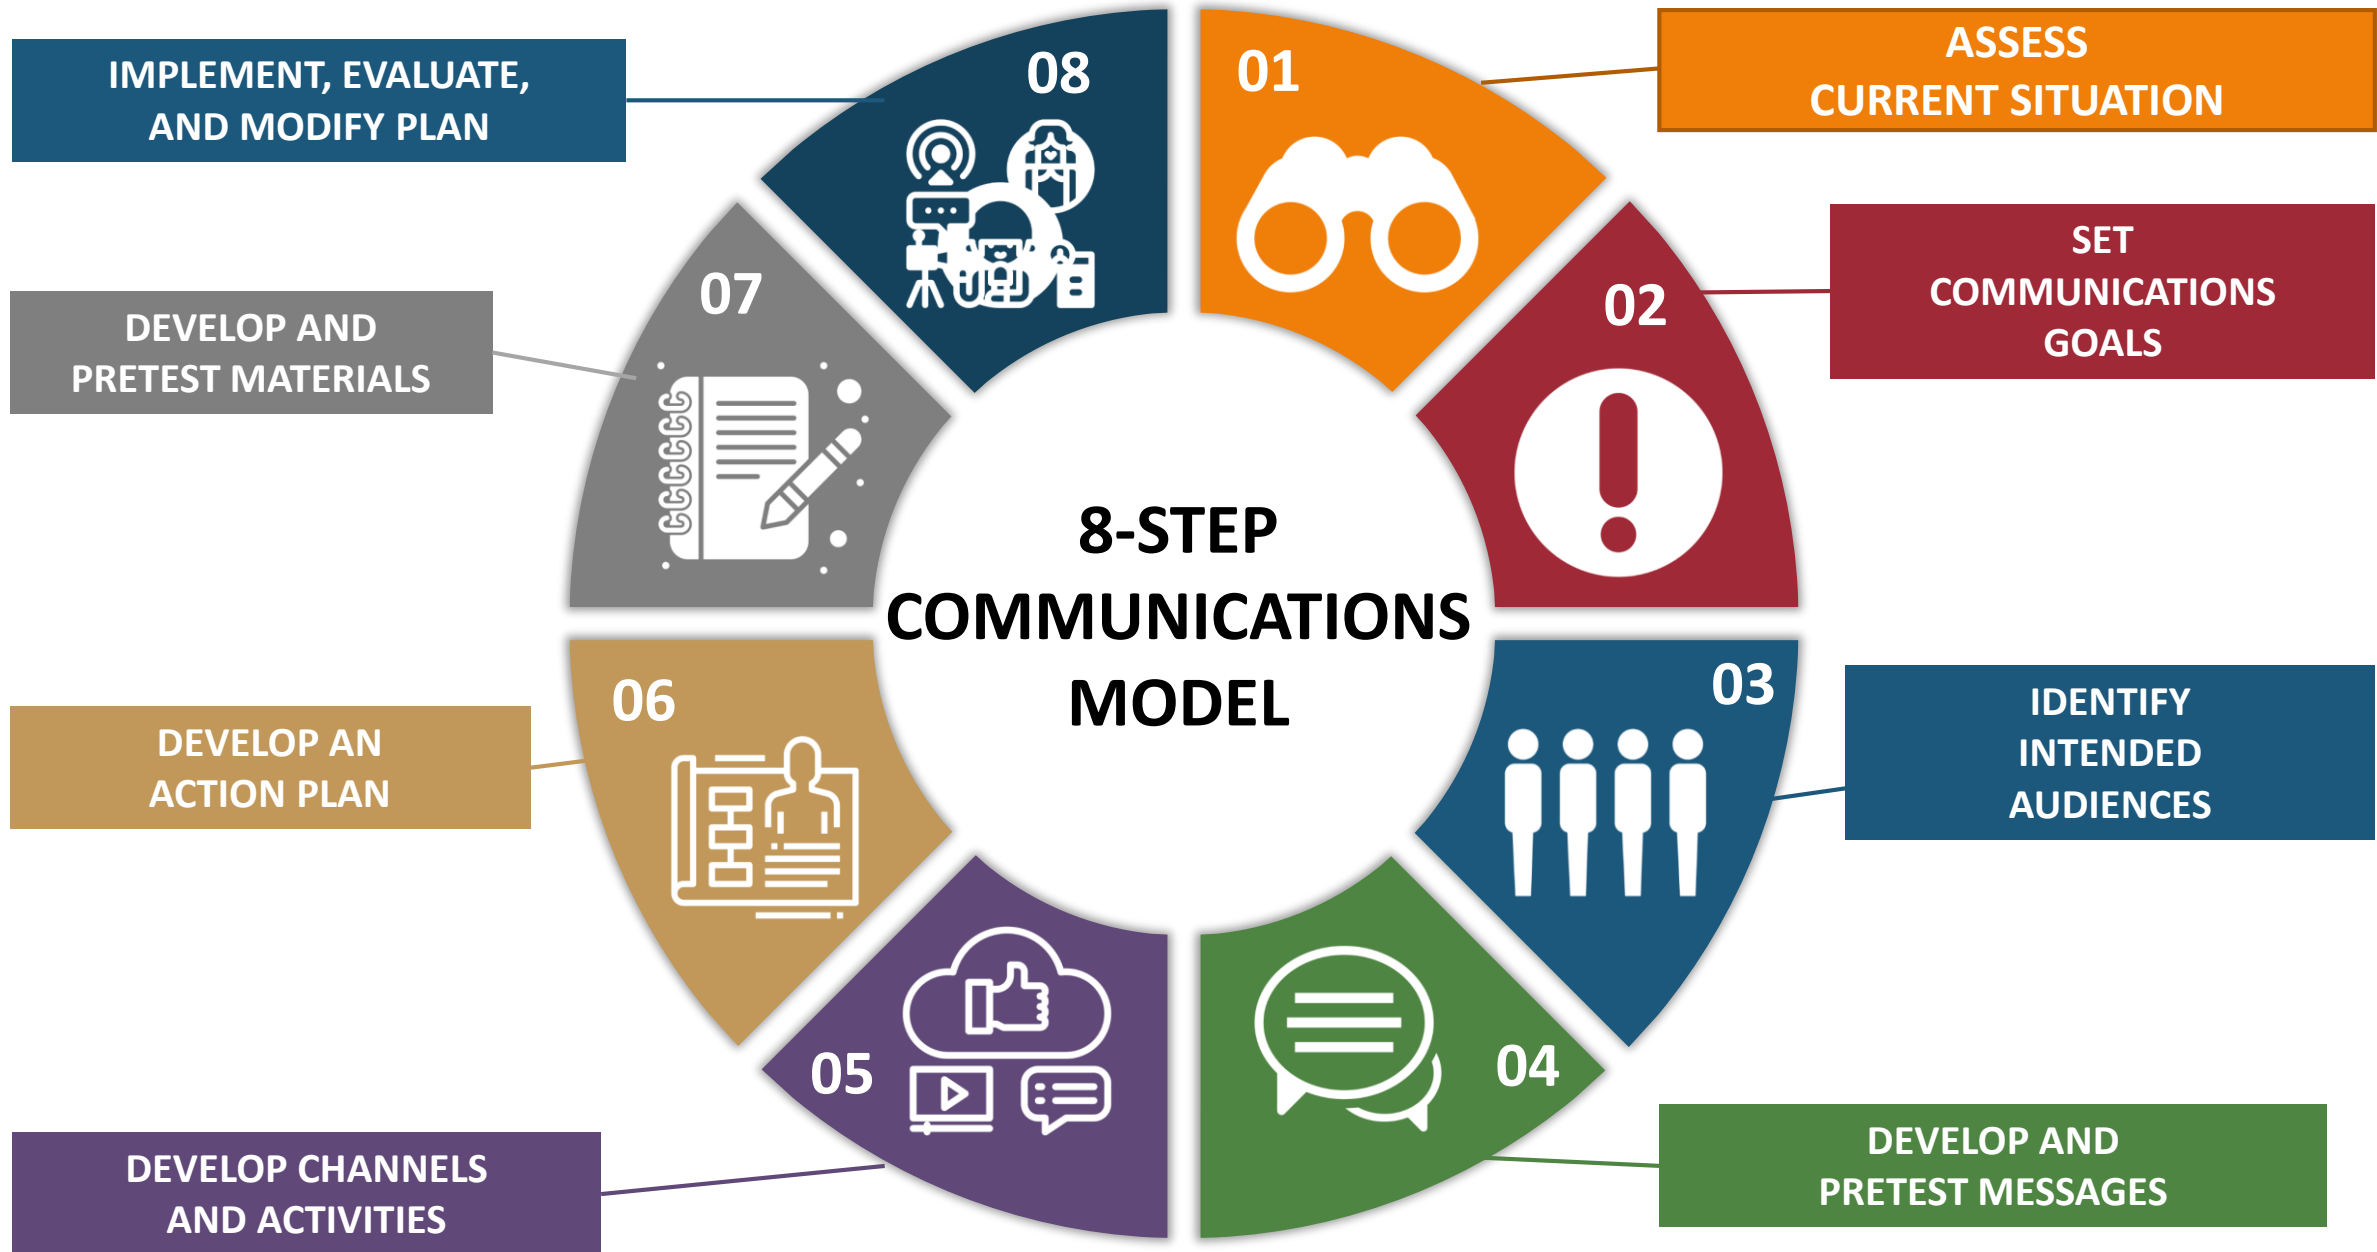 8-STEP
COMMUNICATIONS
MODEL
01
ASSESS
CURRENT SITUATION
02
SET
COMMUNICATIONS
GOALS
03
IDENTIFY
INTENDED
AUDIENCES
04
DEVELOP AND
PRETEST MESSAGES
05
DEVELOP CHANNELS
AND ACTIVITIES
06
DEVELOP AN
ACTION PLAN
07
DEVELOP AND
PRETEST MATERIALS
08
IMPLEMENT, EVALUATE,
AND MODIFY PLAN